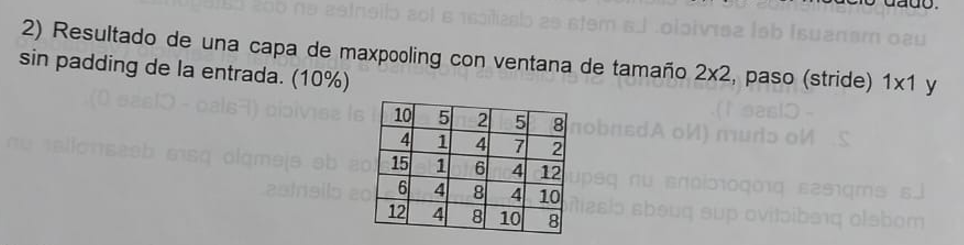 2) Resultado de una capa de maxpooling con ventana de tamaño 2x2, paso (stride) 1x1 y
sin padding de la entrada. (10%)
10 5 2 5 8
4 1 4 7 2
15 1 6 4 12
6 4 8 4 10
12 4 8 10 8